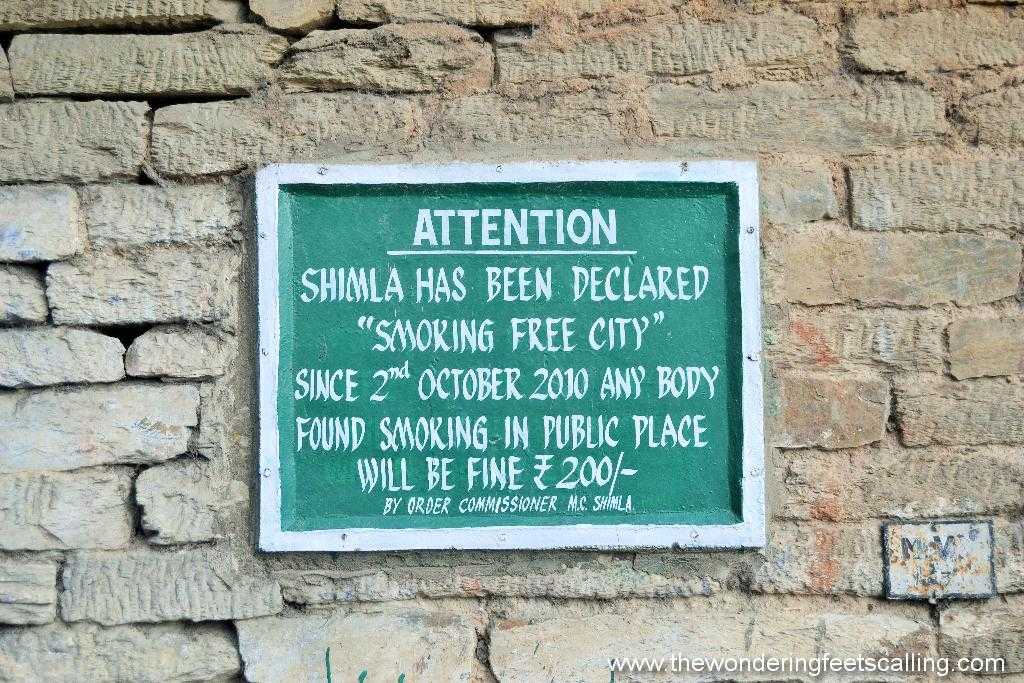 ATTENTION
SHIMLA HAS BEEN DECLARED
"SMOKING FREE CITY"
SINCE 2nd OCTOBER 2010 ANY BODY
FOUND SMOKING IN PUBLIC PLACE
WILL BE FINE ₹200/-
BY ORDER COMMISSIONER M.C. SHIMLA.
www.thewonderingfeetscalling.com